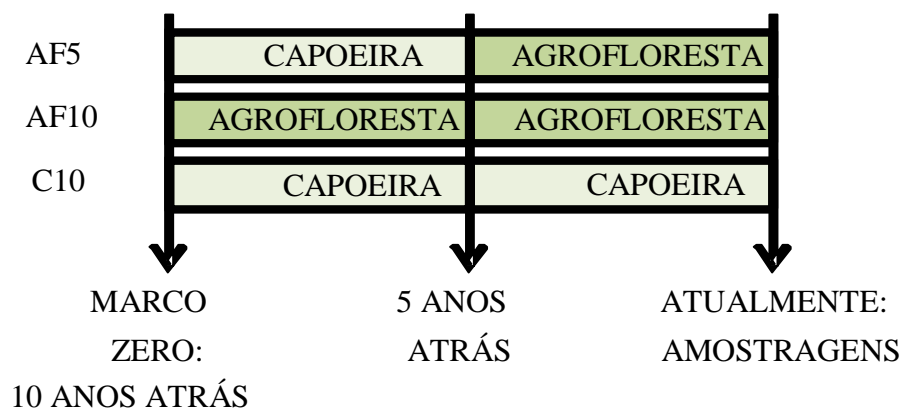 AF5 CAPOEIRA AGROFLORESTA
AF10 AGROFLORESTA AGROFLORESTA
C10 CAPOEIRA CAPOEIRA
MARCO ZERO:
10 ANOS ATRÁS
5 ANOS
ATRÁS
ATUALMENTE:
AMOSTRAGENS